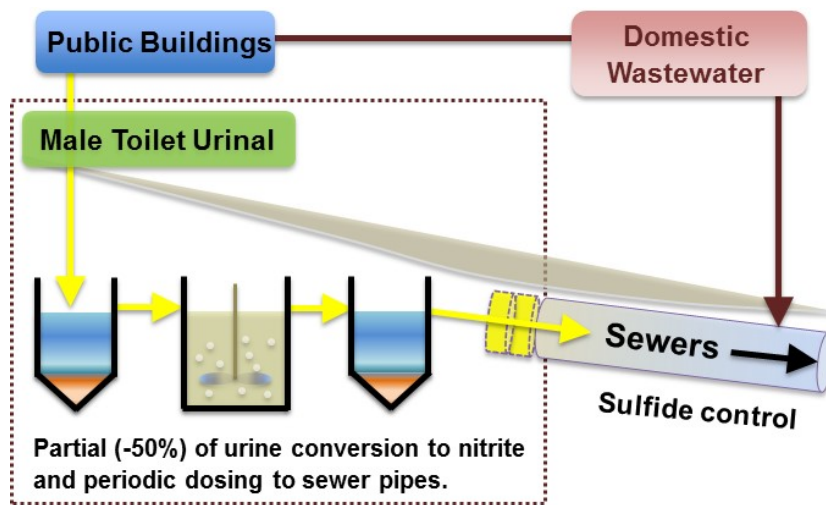 Public Buildings
Domestic
Wastewater
Male Toilet Urinal
Sewers
Sulfide control
Partial (-50%) of urine conversion to nitrite
and periodic dosing to sewer pipes.